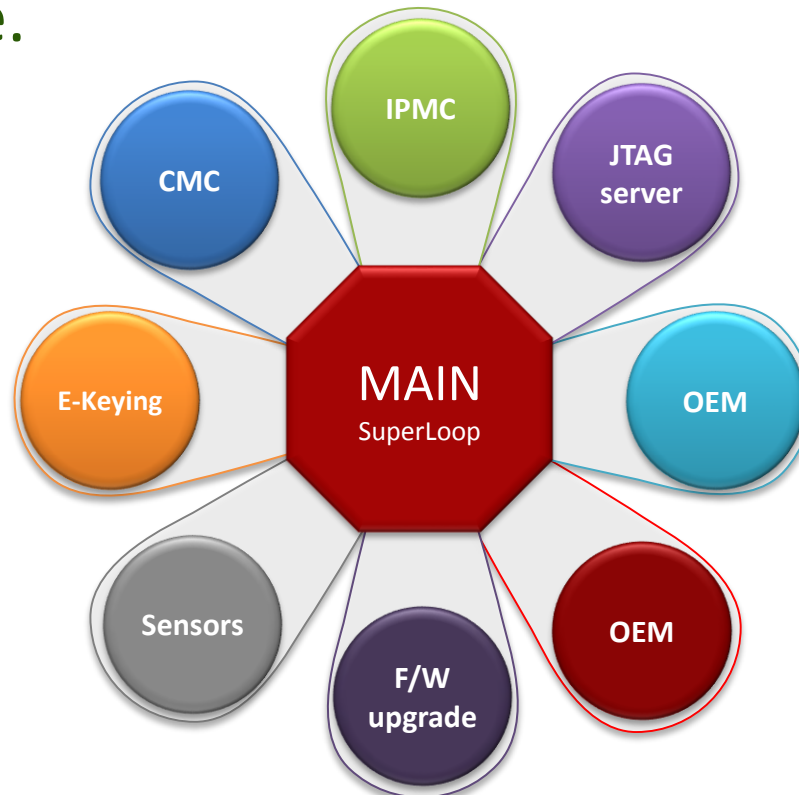 e.
IPMC
JTAG
server
CMC
MAIN
SuperLoop
E-Keying
OEM
Sensors
OEM
F/W
upgrade